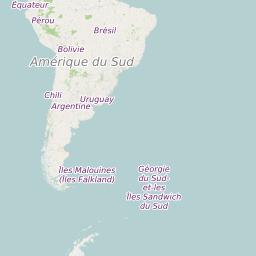 Équateur
Pérou
Brésil
Bolivie
Amérique du Sud
Chili
Uruguay
Argentine
Îles Malouines
(Îles Falkland)
Géorgie
du Sud-
et-les
Îles Sandwich
du Sud